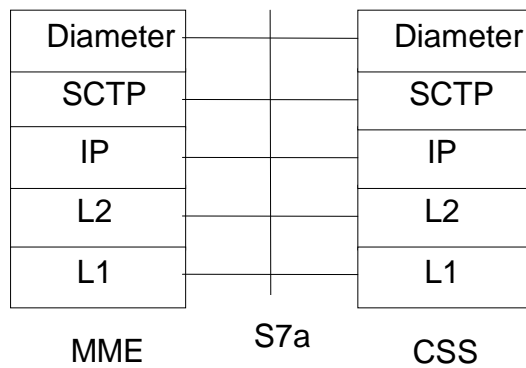 Diameter Diameter
SCTP SCTP
IP IP
L2 L2
L1 L1
MME S7a CSS